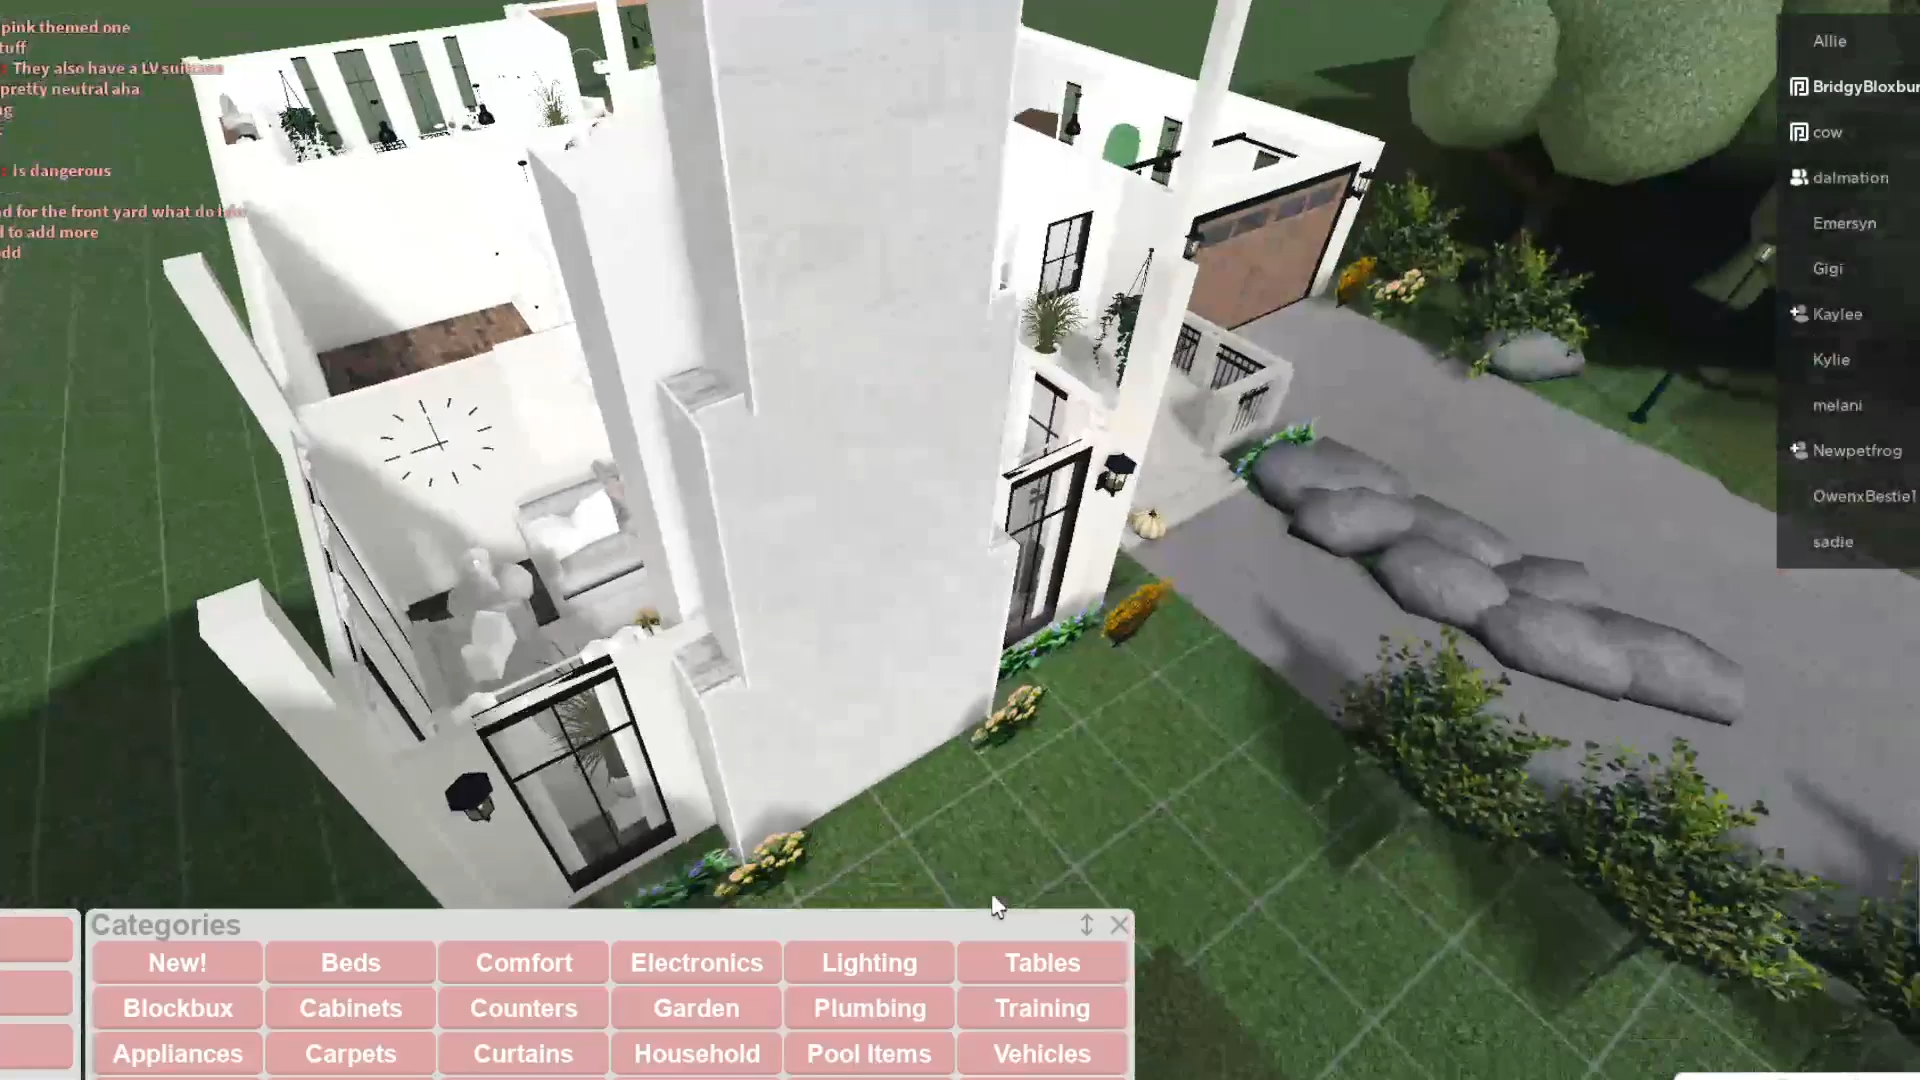 pink themed one
tuff
They also have a LV suitcase
pretty neutral aha
is dangerous
d for the front yard what do
to add more
dd
Allie
BridgyBloxbur
cow
dalmation
Emersyn
Gigi
Kaylee
Kylie
melani
Newpetfrog
OwenxBestie1
sadie
Categories
New! Beds Comfort Electronics Lighting Tables
Blockbux Cabinets Counters Garden Plumbing Training
Appliances Carpets Curtains Household Pool Items Vehicles